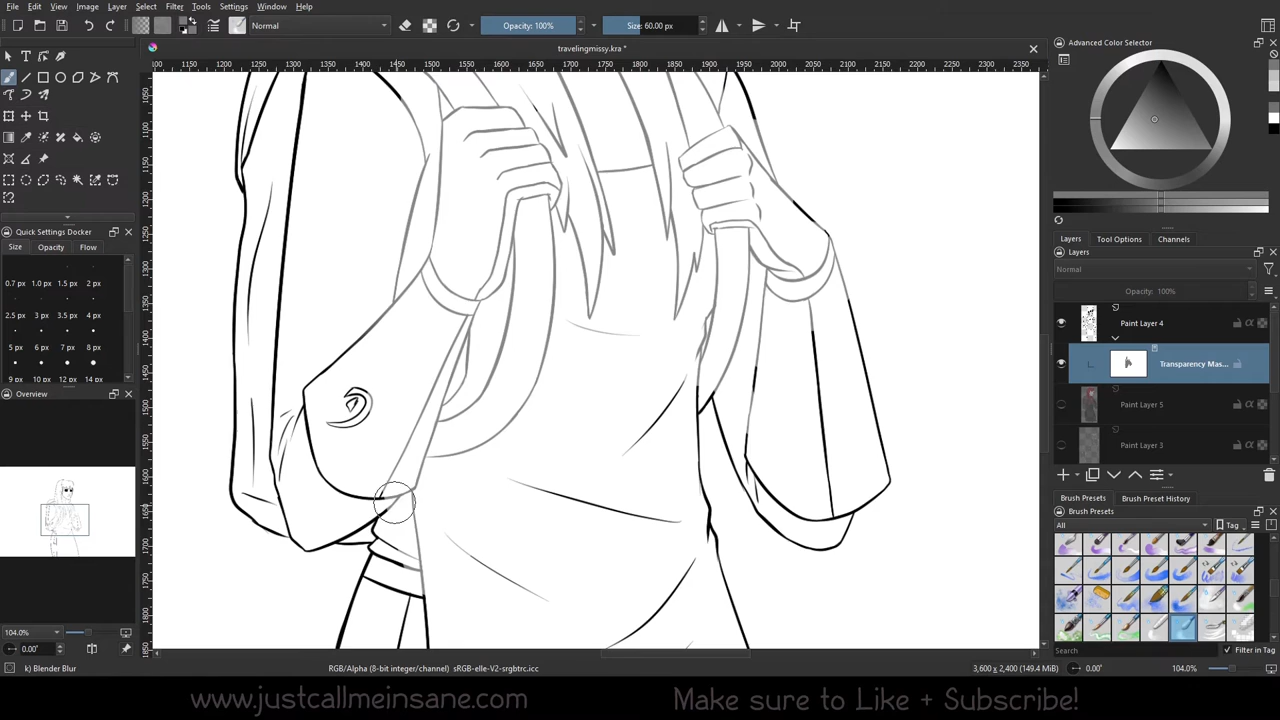 File Edit View Image Layer Select Filter Tools Settings Window Help
Normal
Opacity: 100%
Size: 60.00 px
travelingmissy.kra *
Advanced Color Selector
Quick Settings Docker
Size Opacity Flow
0.7 px 1.0 px 1.5 px 2 px
2.5 px 3 px 3.5 px 4 px
5 px 6 px 7 px 8 px
9 px 10 px 12 px 14 px
Overview
104.0%
0.00°
Layers Tool Options Channels
Layers
Normal
Opacity: 100%
Paint Layer 4
Transparency Mas...
Paint Layer 5
Paint Layer 3
Brush Presets Brush Preset History
Brush Presets
All
Tag
Search
Filter in Tag
k) Blender Blur
RGB/Alpha (8-bit integer/channel) sRGB-elle-V2-srgbtrc.icc
3,600 x 2,400 (149.4 MiB)
0.00°
104.0%
www.justcallmeinsane.com
Make sure to Like + Subscribe!